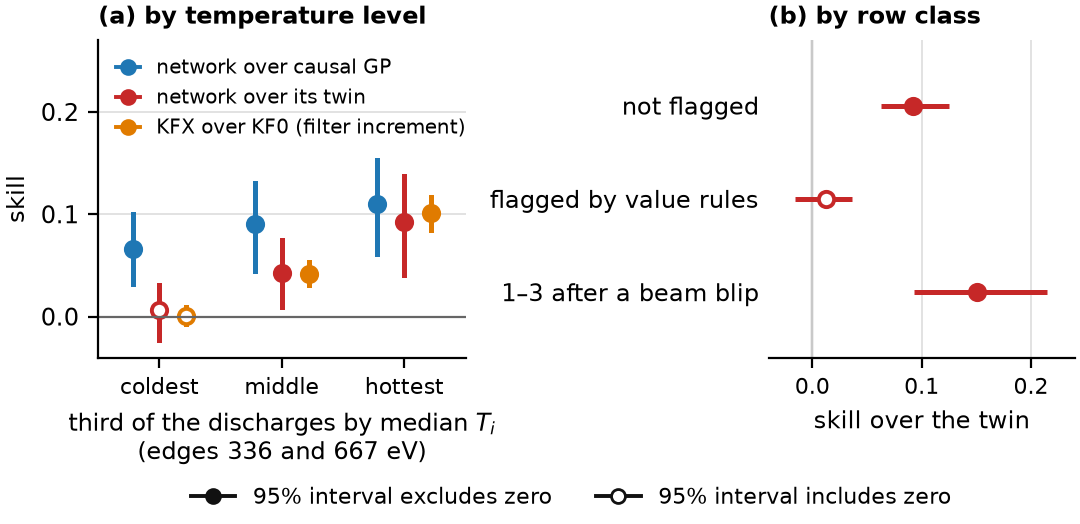 (a) by temperature level
network over causal GP
network over its twin
KFX over KF0 (filter increment)
skill
0.2
0.1
0.0
coldest middle hottest
third of the discharges by median Tᵢ
(edges 336 and 667 eV)
(b) by row class
not flagged
flagged by value rules
1–3 after a beam blip
0.0 0.1 0.2
skill over the twin
95% interval excludes zero
95% interval includes zero